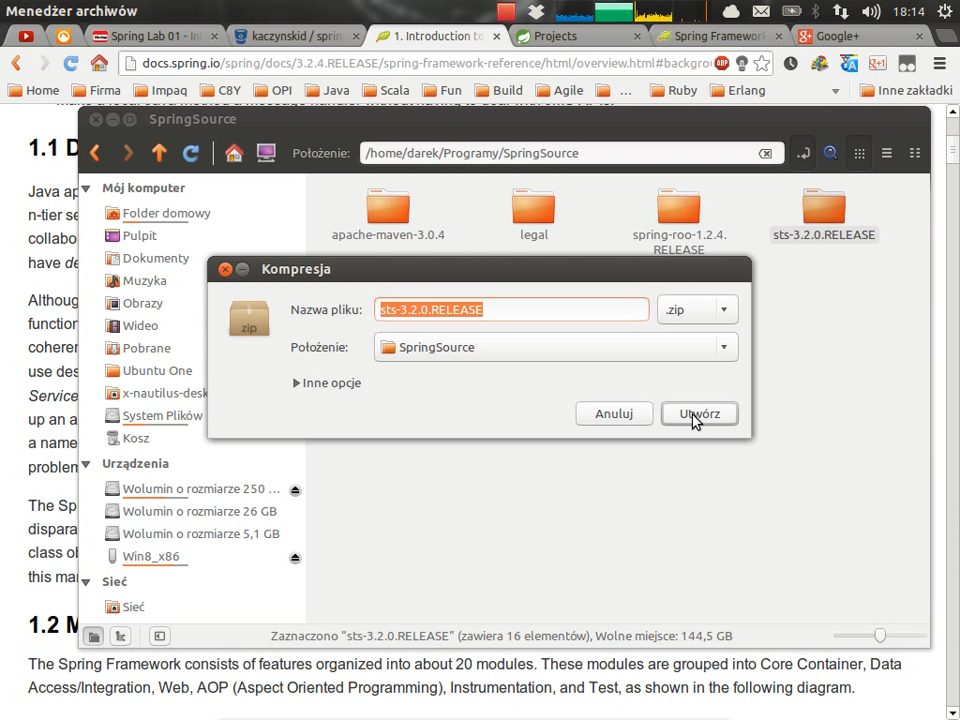 Menedżer archiwów
18:14
Spring Lab 01 - In
kaczynskid / sprin
1. Introduction to
Projects
Spring Framework
Google+
docs.spring.io/spring/docs/3.2.4.RELEASE/spring-framework-reference/html/overview.html#backgrou
ABP
Home
Firma
Impaq
C8Y
OPI
Java
Scala
Fun
Build
Agile
...
Ruby
Erlang
Inne zakładki
SpringSource
1.1 D
Położenie:
/home/darek/Programy/SpringSource
Java ap
n-tier se
collabo
have de
Althoug
function
coheren
use des
Service
up an a
a name
problem
The Sp
dispara
class ob
this man
1.2 M
Mój komputer
Folder domowy
Pulpit
Dokumenty
Muzyka
Obrazy
Wideo
Pobrane
Ubuntu One
x-nautilus-desk
System Plików
Kosz
Urządzenia
Wolumin o rozmiarze 250 ...
Wolumin o rozmiarze 26 GB
Wolumin o rozmiarze 5,1 GB
Win8_x86
Sieć
Sieć
apache-maven-3.0.4
legal
spring-roo-1.2.4.
RELEASE
sts-3.2.0.RELEASE
Kompresja
zip
Nazwa pliku:
sts-3.2.0.RELEASE
.zip
Położenie:
SpringSource
Inne opcje
Anuluj
Utwórz
Zaznaczono "sts-3.2.0.RELEASE" (zawiera 16 elementów), Wolne miejsce: 144,5 GB
The Spring Framework consists of features organized into about 20 modules. These modules are grouped into Core Container, Data
Access/Integration, Web, AOP (Aspect Oriented Programming), Instrumentation, and Test, as shown in the following diagram.